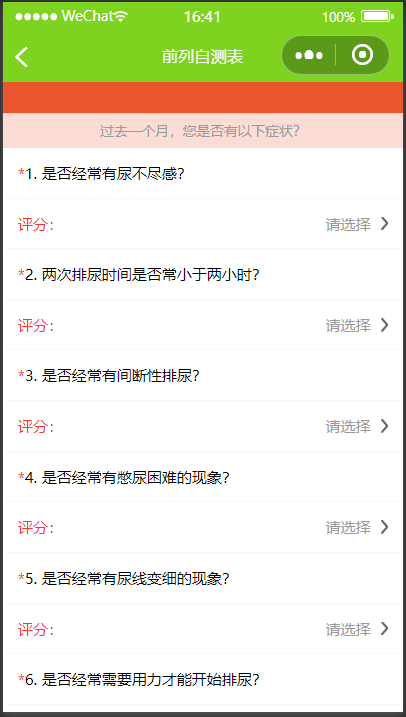 WeChat 16:41 100%
前列自测表
过去一个月，您是否有以下症状？
*1. 是否经常有尿不尽感？
评分： 请选择
*2. 两次排尿时间是否常小于两小时？
评分： 请选择
*3. 是否经常有间断性排尿？
评分： 请选择
*4. 是否经常有憋尿困难的现象？
评分： 请选择
*5. 是否经常有尿线变细的现象？
评分： 请选择
*6. 是否经常需要用力才能开始排尿？